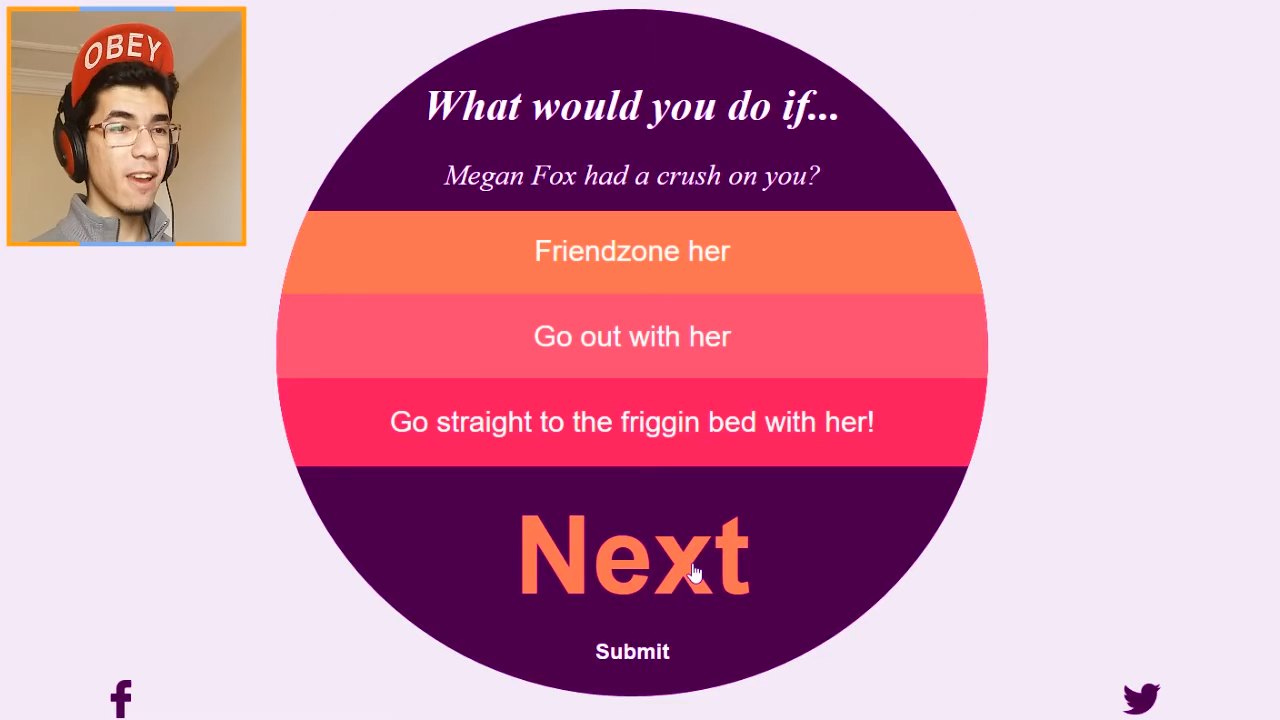 OBEY
What would you do if...
Megan Fox had a crush on you?
Friendzone her
Go out with her
Go straight to the friggin bed with her!
Next
Submit